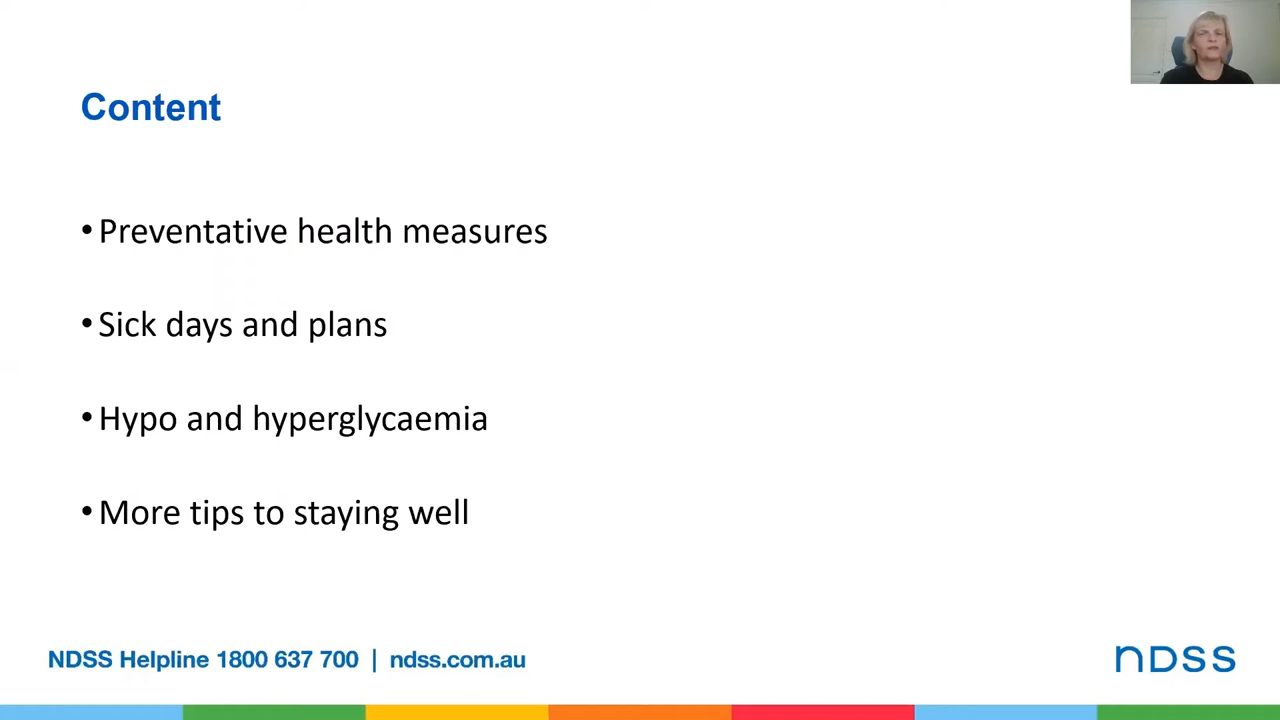 Content
•Preventative health measures
•Sick days and plans
•Hypo and hyperglycaemia
•More tips to staying well
NDSS Helpline 1800 637 700 | ndss.com.au
ndss